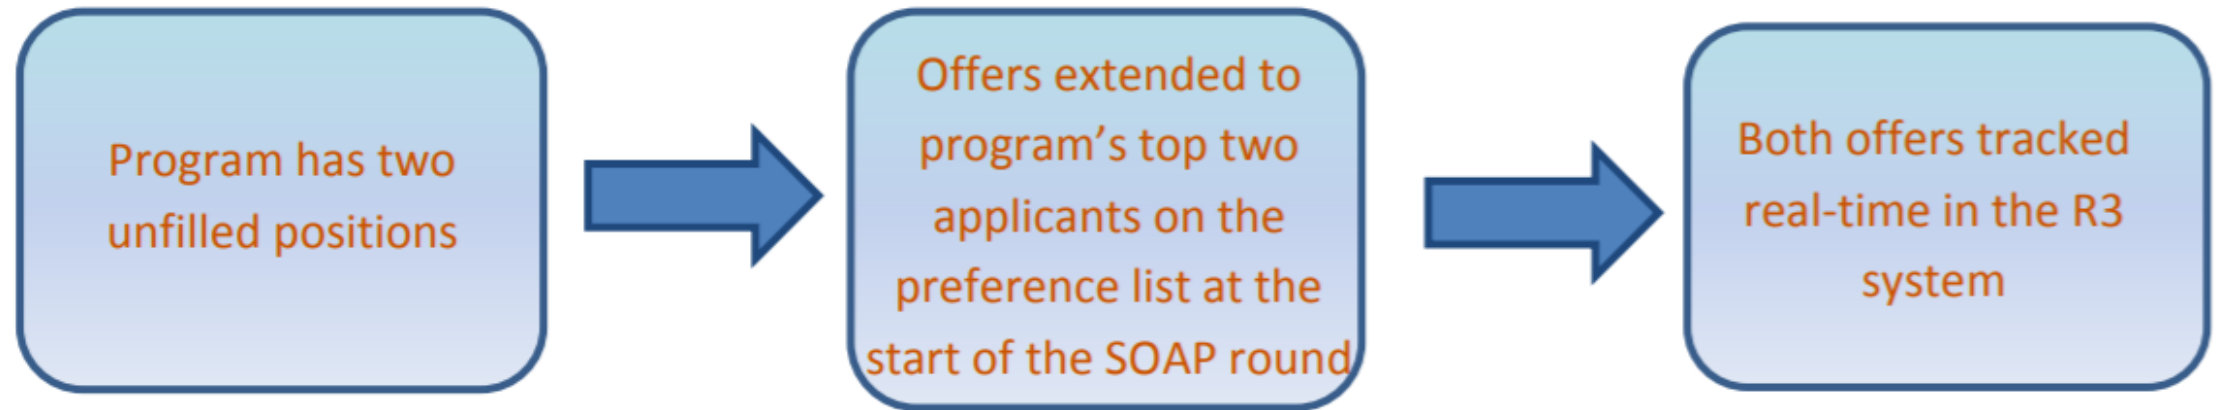 Program has two
unfilled positions
Offers extended to
program's top two
applicants on the
preference list at the
start of the SOAP round
Both offers tracked
real-time in the R3
system